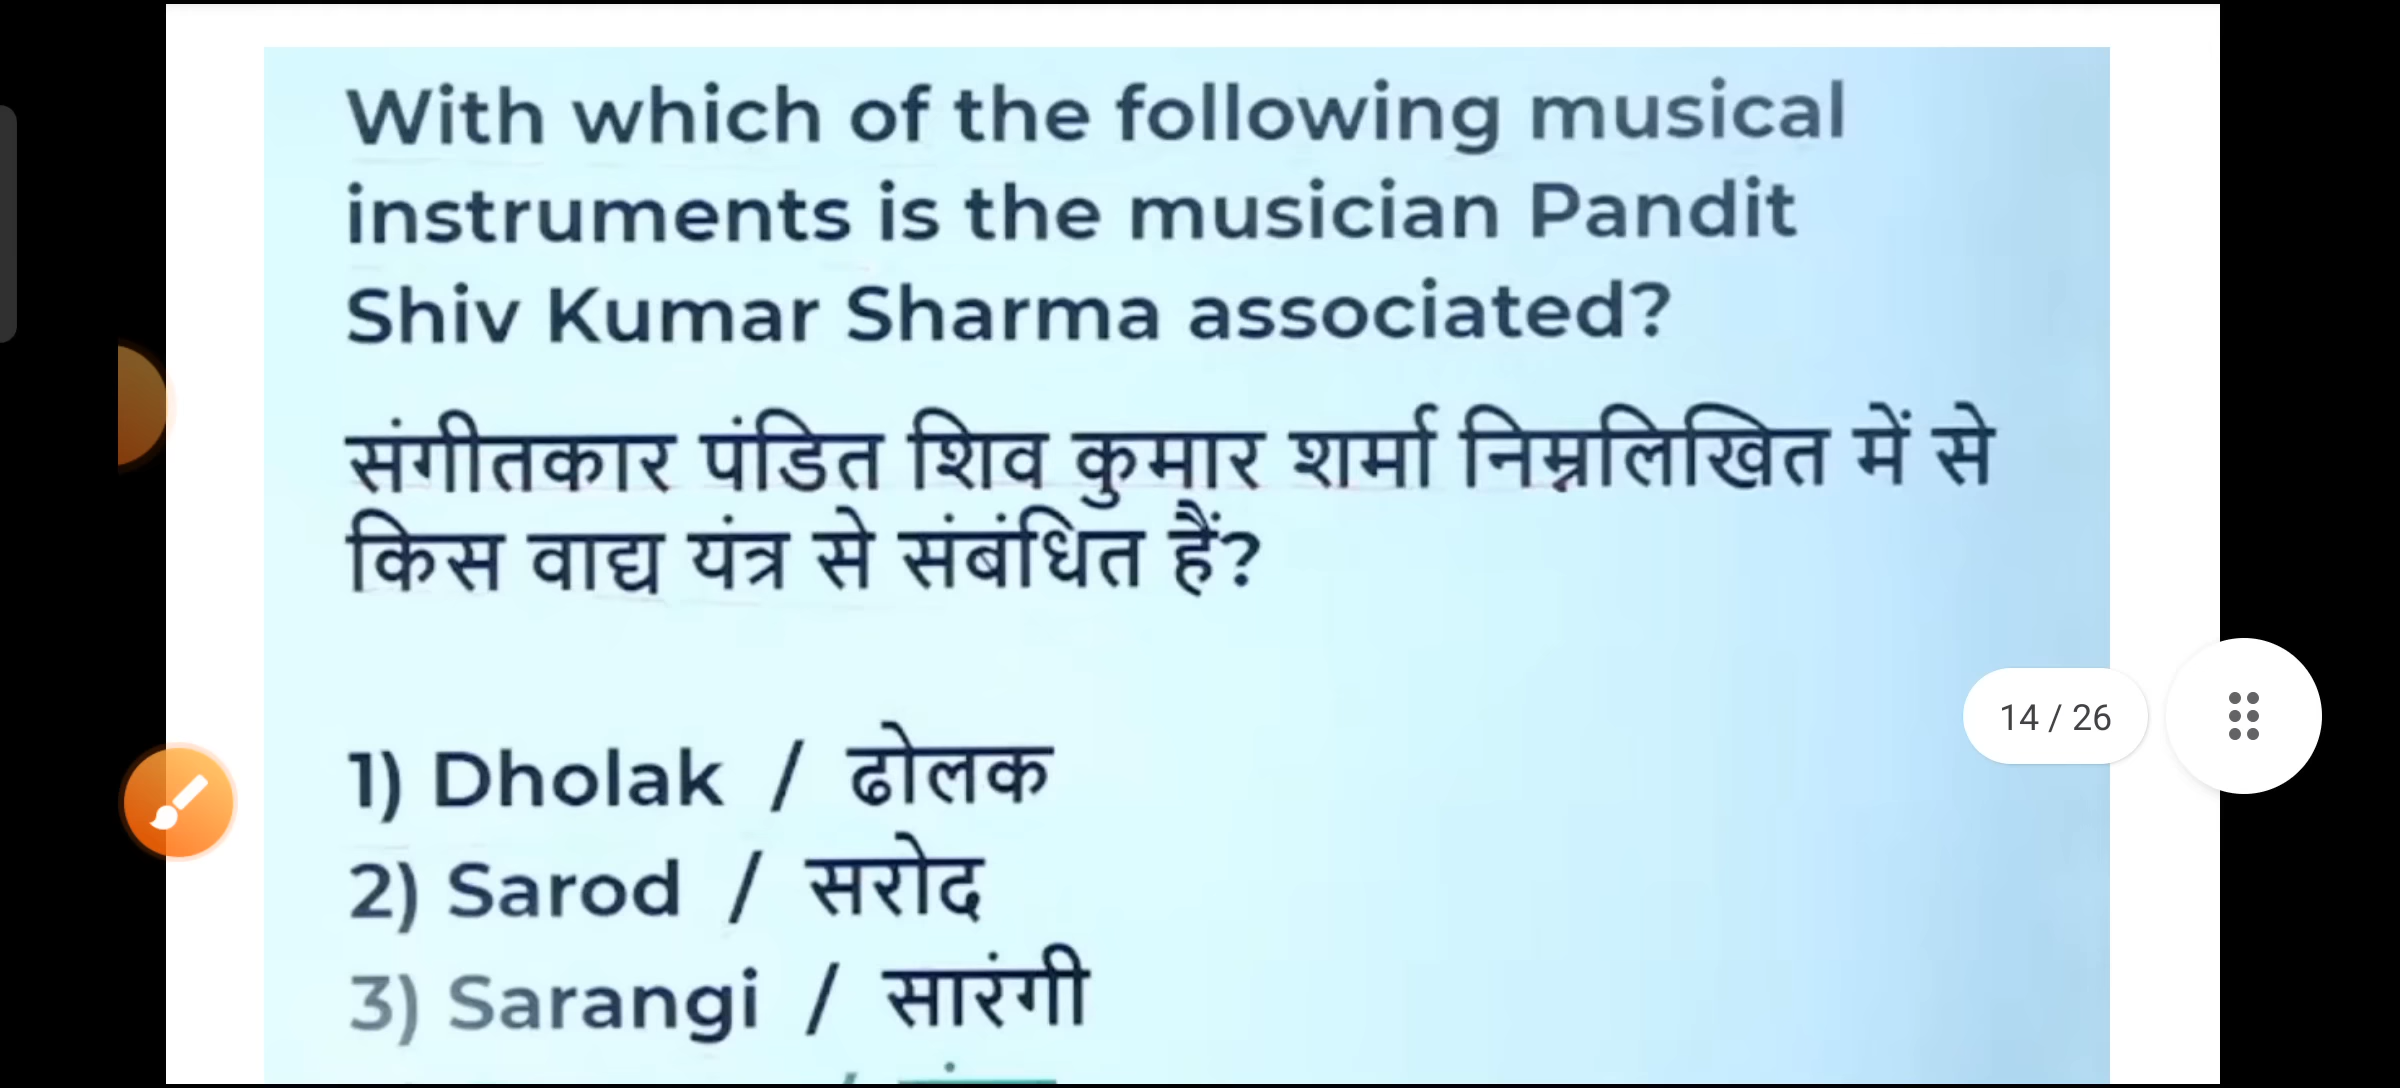 With which of the following musical
instruments is the musician Pandit
Shiv Kumar Sharma associated?
संगीतकार पंडित शिव कुमार शर्मा निम्नलिखित में से
किस वाद्य यंत्र से संबंधित हैं?
14 / 26
1) Dholak / ढोलक
2) Sarod / सरोद
3) Sarangi / सारंगी